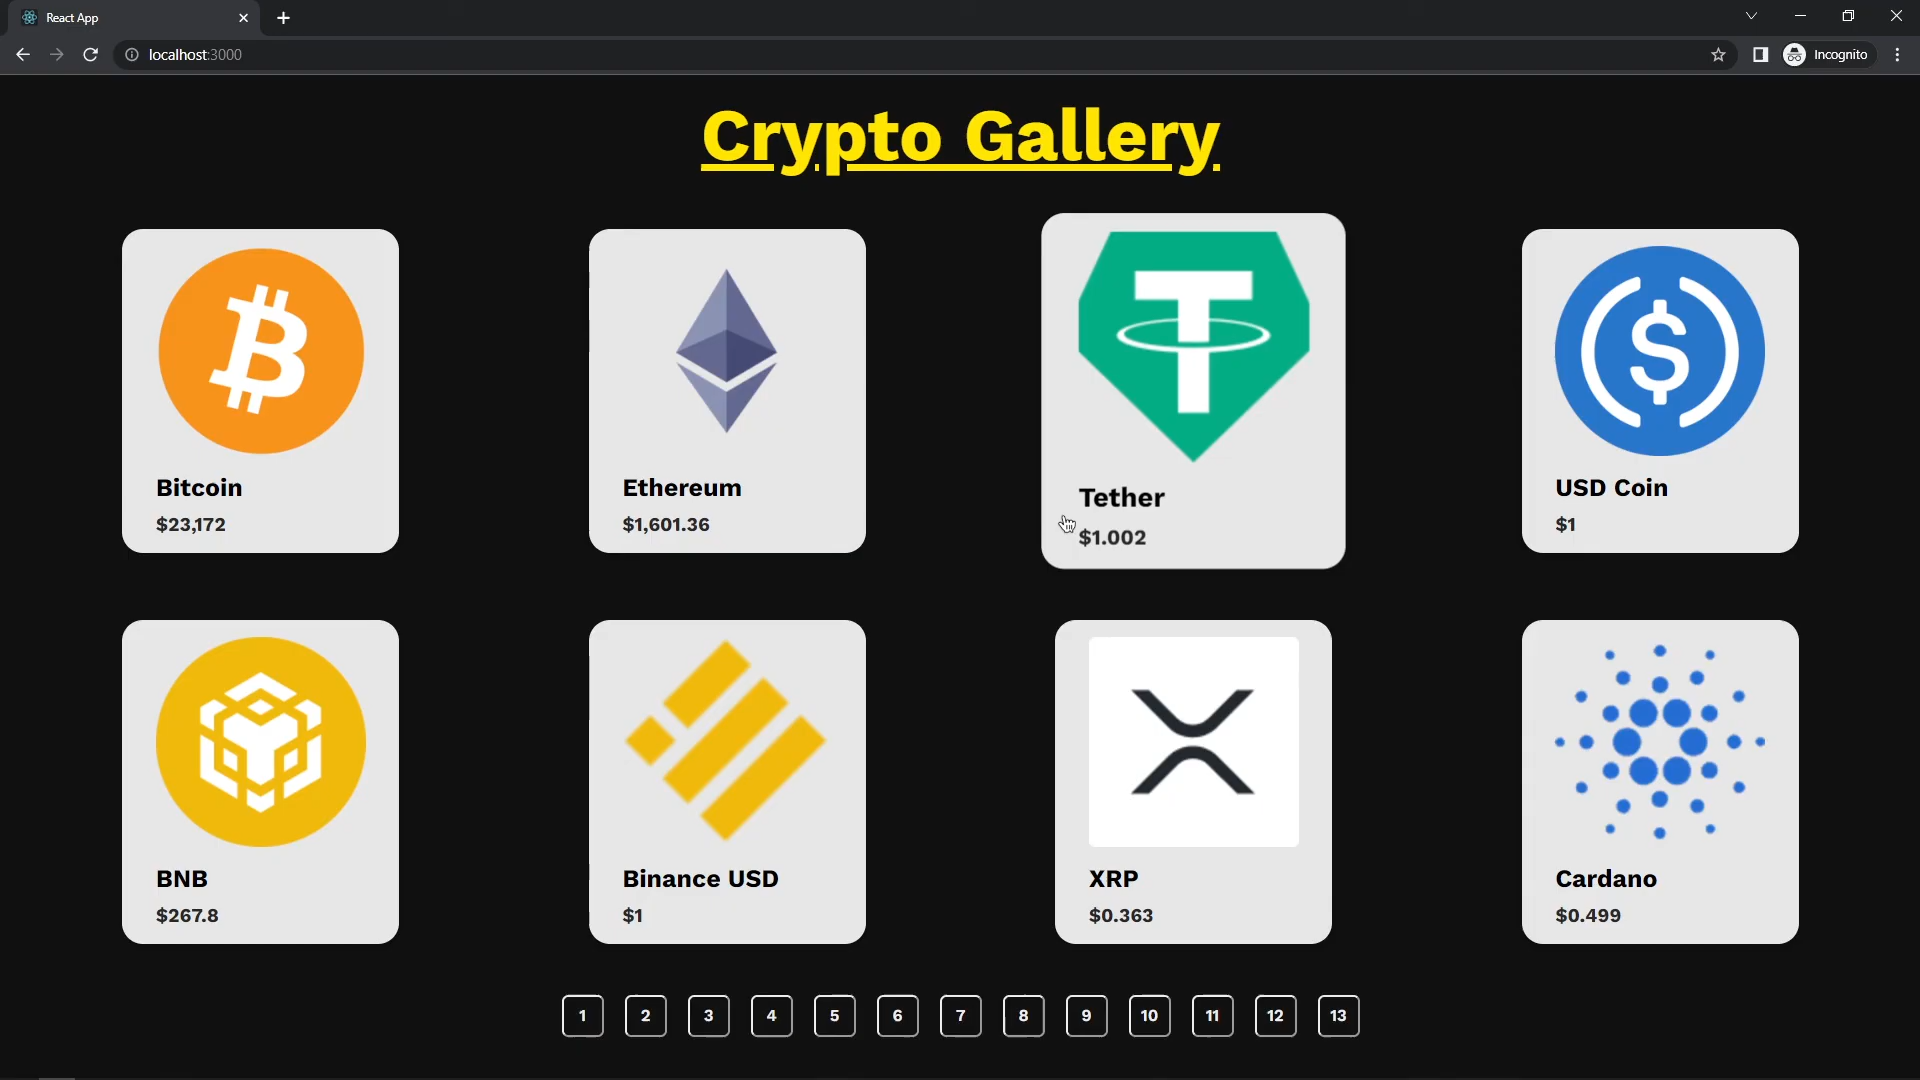 React App
localhost:3000
Incognito
Crypto Gallery
Bitcoin
$23,172
Ethereum
$1,601.36
Tether
$1.002
USD Coin
$1
BNB
$267.8
Binance USD
$1
XRP
$0.363
Cardano
$0.499
1 2 3 4 5 6 7 8 9 10 11 12 13